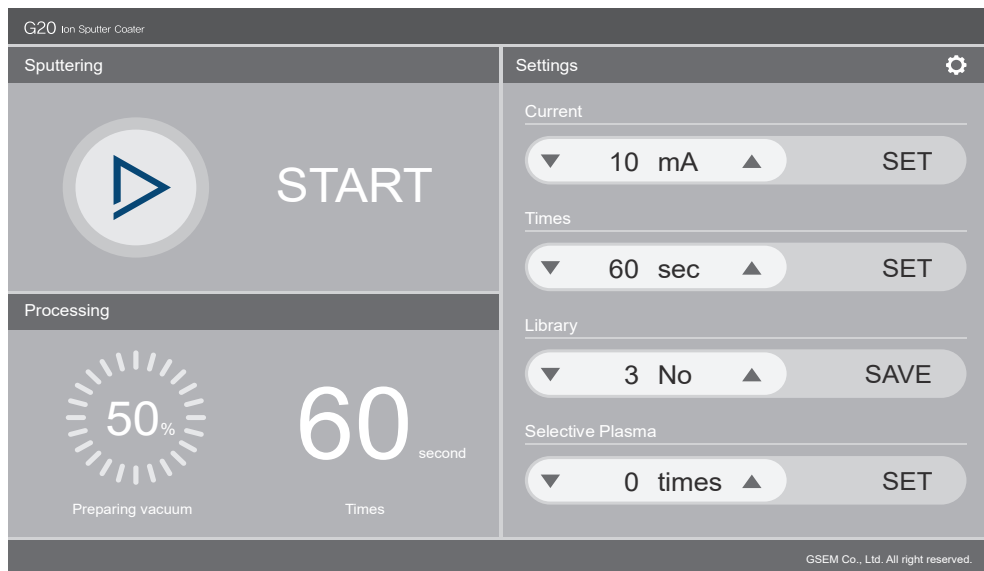 G20 Ion Sputter Coater
Sputtering
START
Processing
50%
Preparing vacuum
60 second
Times
Settings
Current
10 mA SET
Times
60 sec SET
Library
3 No SAVE
Selective Plasma
0 times SET
GSEM Co., Ltd. All right reserved.